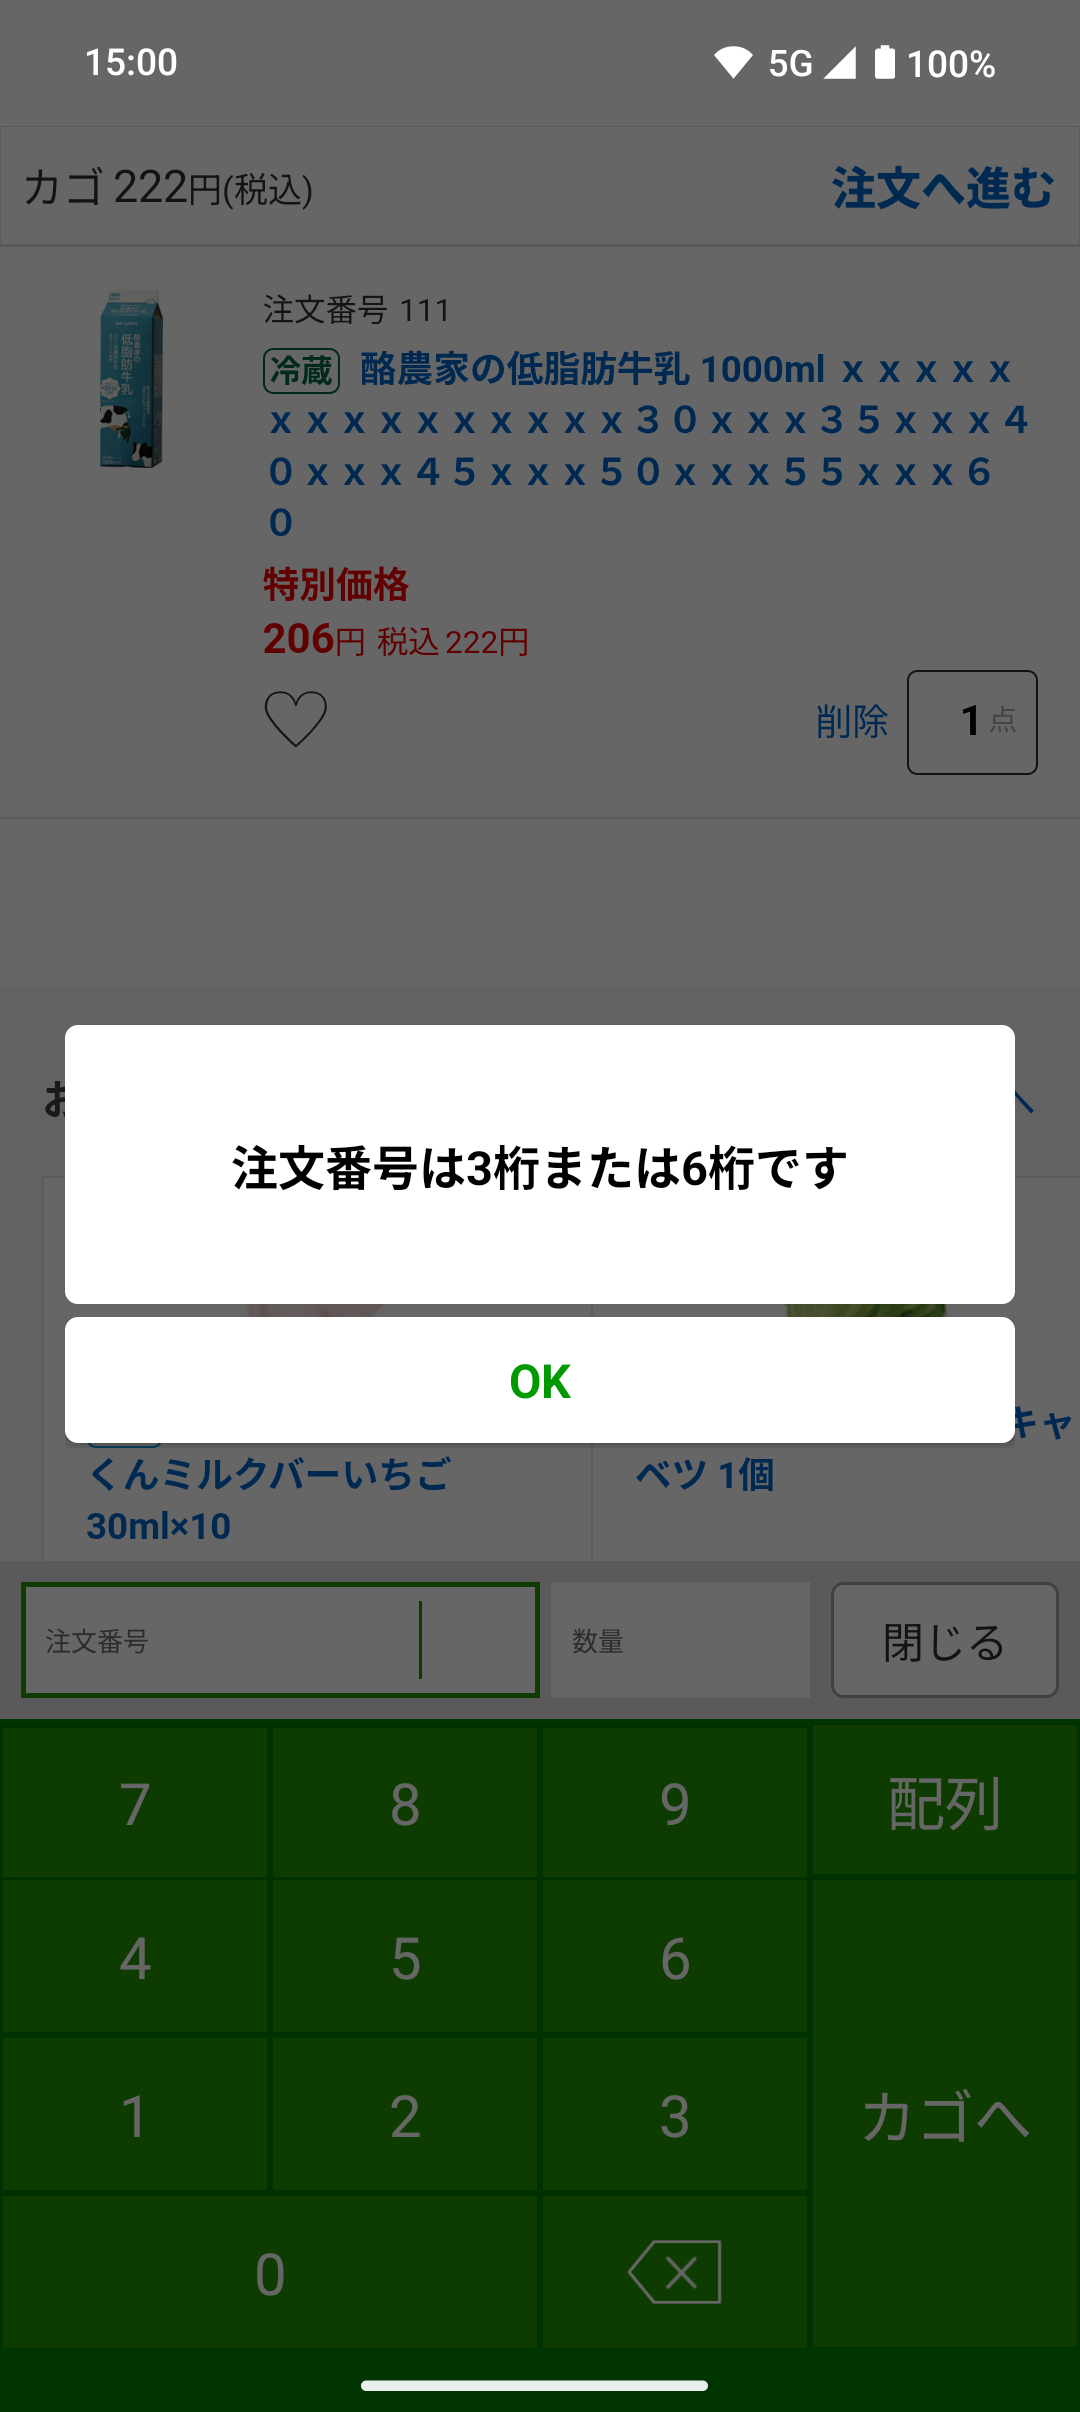 15:00 5G 100%
カゴ 222円(税込) 注文へ進む
注文番号 111
冷蔵 酪農家の低脂肪牛乳 1000ml ｘｘｘｘｘ
ｘｘｘｘｘｘｘｘｘｘ３０ｘｘｘ３５ｘｘｘ４
０ｘｘｘ４５ｘｘｘ５０ｘｘｘ５５ｘｘｘ６
０
特別価格
206円 税込 222円
削除 1 点
注文番号は3桁または6桁です
OK
キャ
くんミルクバーいちご
30ml×10
ベツ 1個
注文番号 数量 閉じる
7 8 9 配列
4 5 6
1 2 3 カゴへ
0